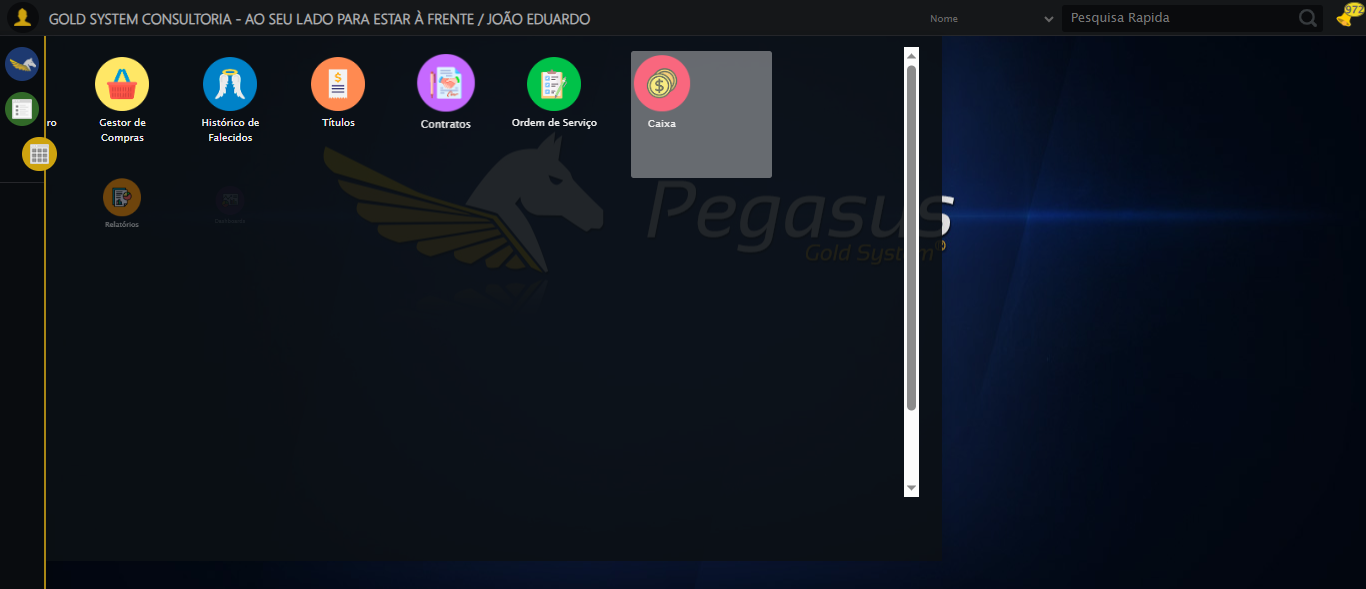 GOLD SYSTEM CONSULTORIA - AO SEU LADO PARA ESTAR À FRENTE / JOÃO EDUARDO
Nome
Pesquisa Rapida
972
ro
Gestor de
Compras
Histórico de
Falecidos
Títulos
Contratos
Ordem de Serviço
Caixa
Relatórios
Pegasus
Gold System®